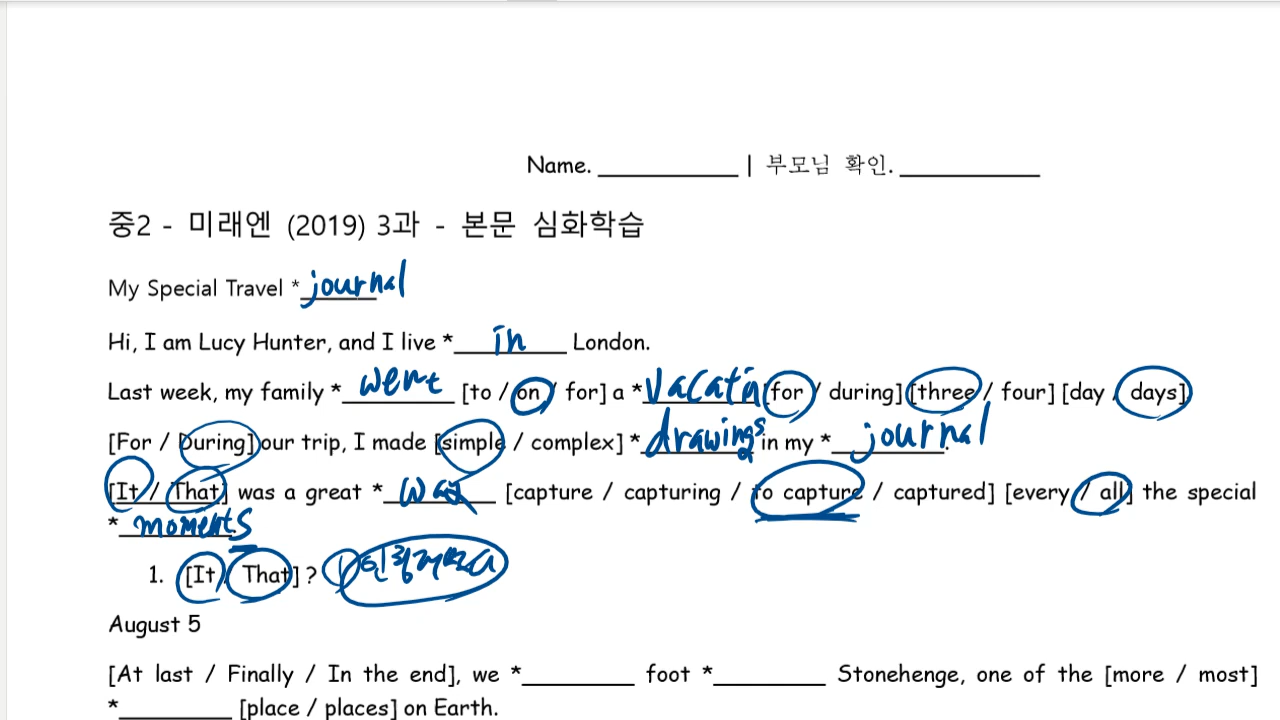 Name. __________ | 부모님 확인. __________
중2 - 미래엔 (2019) 3과 - 본문 심화학습
My Special Travel *journal
Hi, I am Lucy Hunter, and I live *in London.
Last week, my family *went [to / on / for] a *vacatin [for / during] [three / four] [day / days]
[For / During] our trip, I made [simple / complex] *drawings in my *journal.
[It / That] was a great *way [capture / capturing / to capture / captured] [every / all] the special
*moments.
1. [It / That] ?
August 5
[At last / Finally / In the end], we *________ foot *________ Stonehenge, one of the [more / most]
*________ [place / places] on Earth.